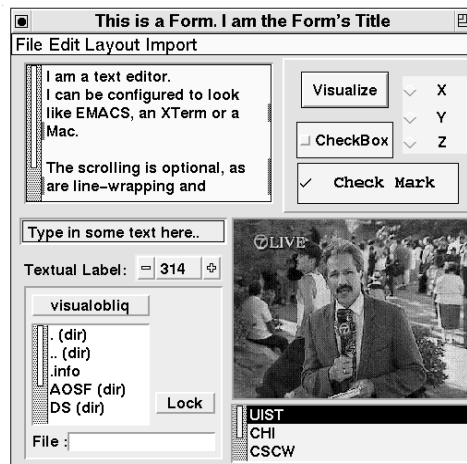 This is a Form. I am the Form's Title
File Edit Layout Import
I am a text editor.
I can be configured to look
like EMACS, an XTerm or a
Mac.
The scrolling is optional, as
are line-wrapping and
Visualize
X
Y
Z
CheckBox
Check Mark
Type in some text here..
Textual Label: 314
visualobliq
. (dir)
.. (dir)
.info
AOSF (dir)
DS (dir)
Lock
File :
7 LIVE
7
UIST
CHI
CSCW